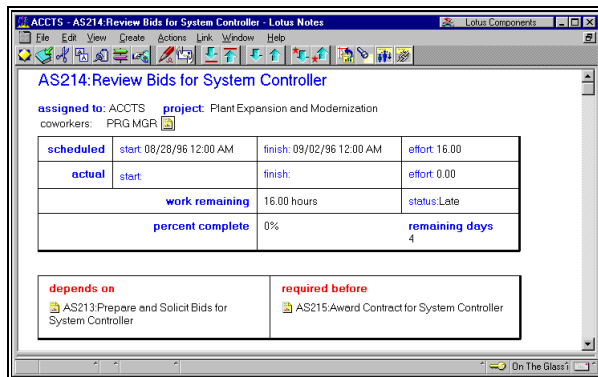 ACCTS - AS214:Review Bids for System Controller - Lotus Notes
Lotus Components
File Edit View Create Actions Link Window Help
AS214:Review Bids for System Controller
assigned to: ACCTS project: Plant Expansion and Modernization
coworkers: PRG MGR
scheduled start: 08/28/96 12:00 AM finish: 09/02/96 12:00 AM effort: 16.00
actual start: finish: effort: 0.00
work remaining 16.00 hours status:Late
percent complete 0% remaining days
4
depends on
AS213:Prepare and Solicit Bids for
System Controller
required before
AS215:Award Contract for System Controller
On The Glass